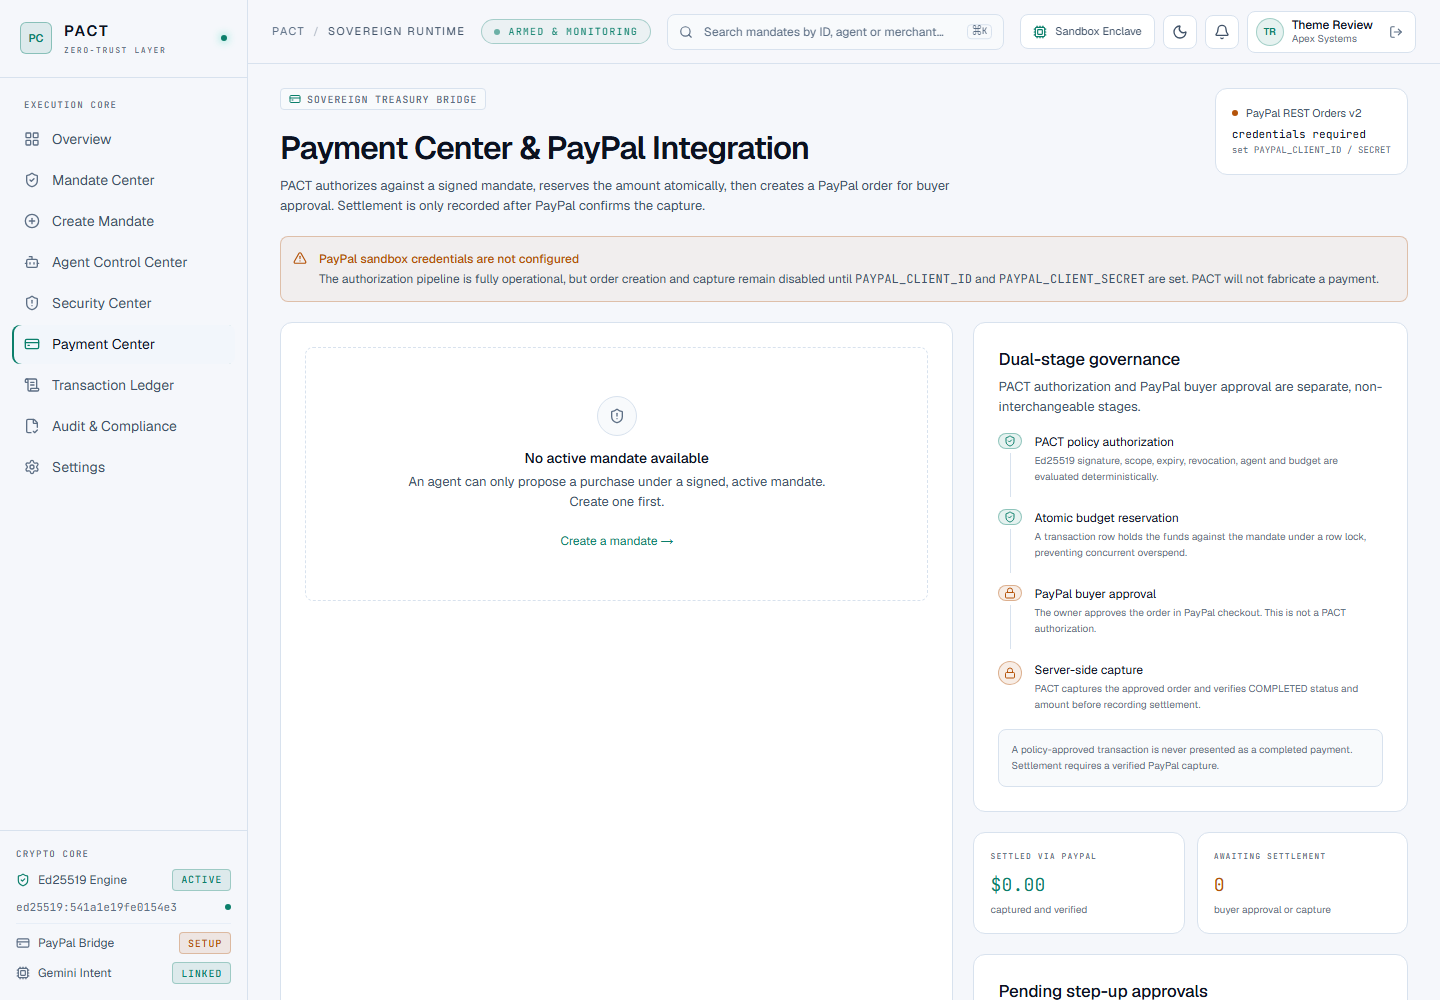 PC
PACT
ZERO-TRUST LAYER
EXECUTION CORE
Overview
Mandate Center
Create Mandate
Agent Control Center
Security Center
Payment Center
Transaction Ledger
Audit & Compliance
Settings
CRYPTO CORE
Ed25519 Engine
ACTIVE
ed25519:541a1e19fe0154e3
PayPal Bridge
SETUP
Gemini Intent
LINKED
PACT / SOVEREIGN RUNTIME
ARMED & MONITORING
Search mandates by ID, agent or merchant...
⌘K
Sandbox Enclave
TR
Theme Review
Apex Systems
SOVEREIGN TREASURY BRIDGE
Payment Center & PayPal Integration
PACT authorizes against a signed mandate, reserves the amount atomically, then creates a PayPal order for buyer
approval. Settlement is only recorded after PayPal confirms the capture.
PayPal REST Orders v2
credentials required
set PAYPAL_CLIENT_ID / SECRET
PayPal sandbox credentials are not configured
The authorization pipeline is fully operational, but order creation and capture remain disabled until PAYPAL_CLIENT_ID and PAYPAL_CLIENT_SECRET are set. PACT will not fabricate a payment.
No active mandate available
An agent can only propose a purchase under a signed, active mandate.
Create one first.
Create a mandate →
Dual-stage governance
PACT authorization and PayPal buyer approval are separate, non-
interchangeable stages.
PACT policy authorization
Ed25519 signature, scope, expiry, revocation, agent and budget are
evaluated deterministically.
Atomic budget reservation
A transaction row holds the funds against the mandate under a row lock,
preventing concurrent overspend.
PayPal buyer approval
The owner approves the order in PayPal checkout. This is not a PACT
authorization.
Server-side capture
PACT captures the approved order and verifies COMPLETED status and
amount before recording settlement.
A policy-approved transaction is never presented as a completed payment.
Settlement requires a verified PayPal capture.
SETTLED VIA PAYPAL
$0.00
captured and verified
AWAITING SETTLEMENT
0
buyer approval or capture
Pending step-up approvals